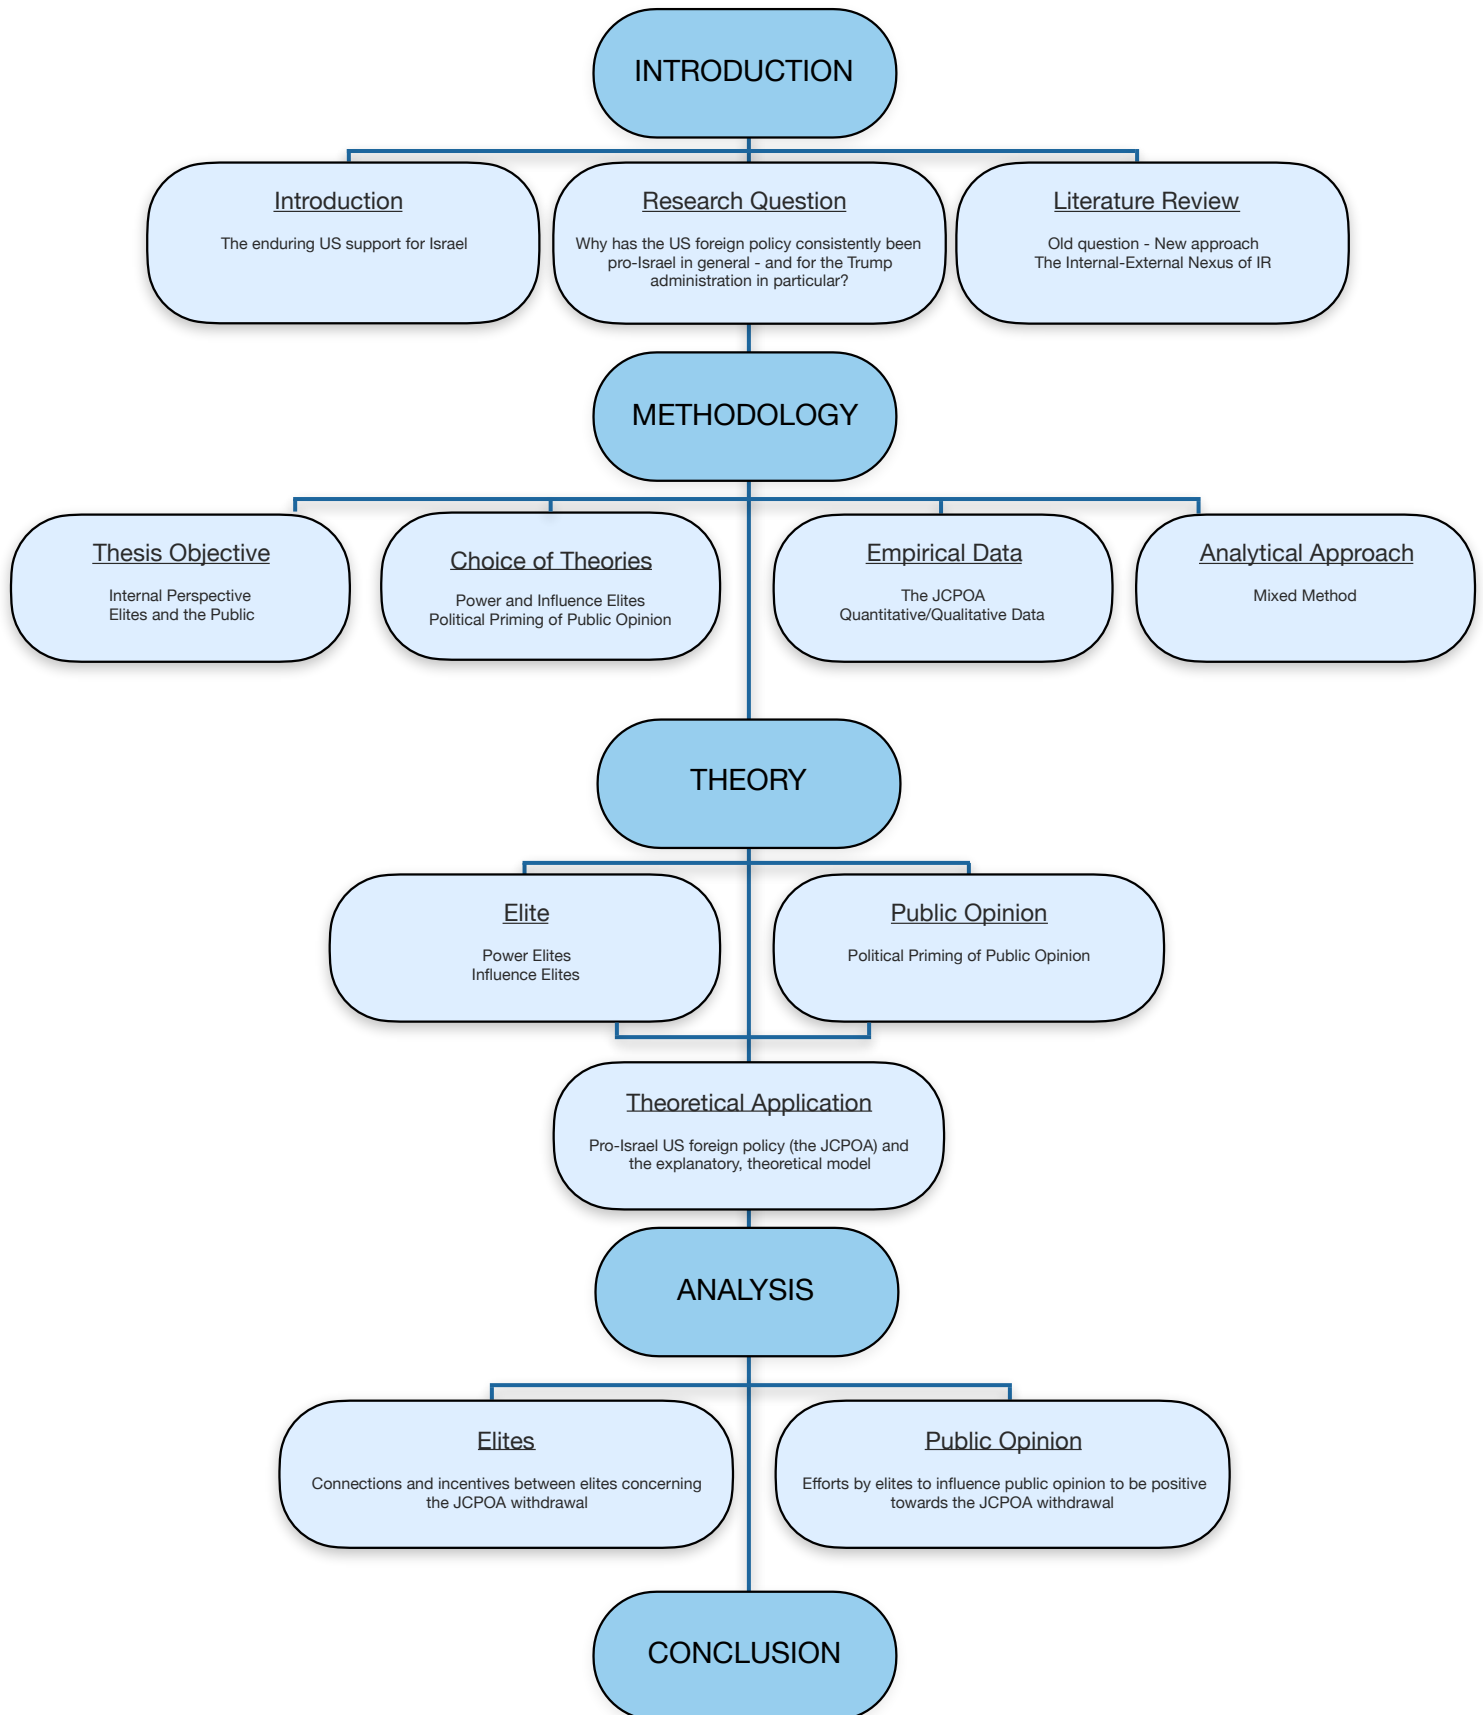 INTRODUCTION
Introduction
The enduring US support for Israel
Research Question
Why has the US foreign policy consistently been
pro-Israel in general - and for the Trump
administration in particular?
Literature Review
Old question - New approach
The Internal-External Nexus of IR
METHODOLOGY
Thesis Objective
Internal Perspective
Elites and the Public
Choice of Theories
Power and Influence Elites
Political Priming of Public Opinion
Empirical Data
The JCPOA
Quantitative/Qualitative Data
Analytical Approach
Mixed Method
THEORY
Elite
Power Elites
Influence Elites
Public Opinion
Political Priming of Public Opinion
Theoretical Application
Pro-Israel US foreign policy (the JCPOA) and
the explanatory, theoretical model
ANALYSIS
Elites
Connections and incentives between elites concerning
the JCPOA withdrawal
Public Opinion
Efforts by elites to influence public opinion to be positive
towards the JCPOA withdrawal
CONCLUSION